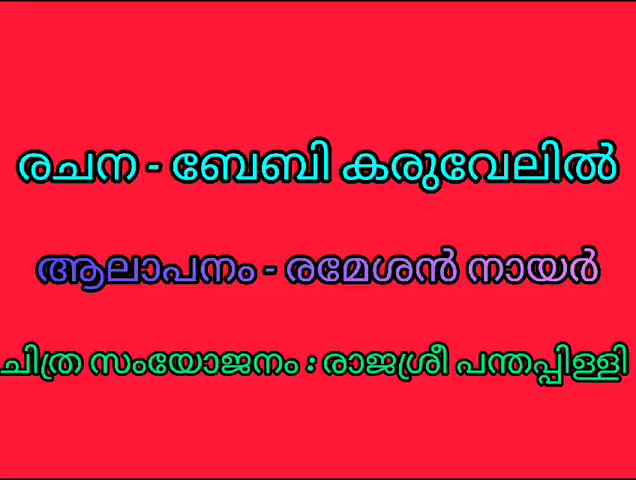 രചന - ബേബി കരുവേലിൽ
ആലാപനം - രമേശൻ നായർ
ചിത്ര സംയോജനം : രാജശ്രീ പന്തപ്പിള്ളി